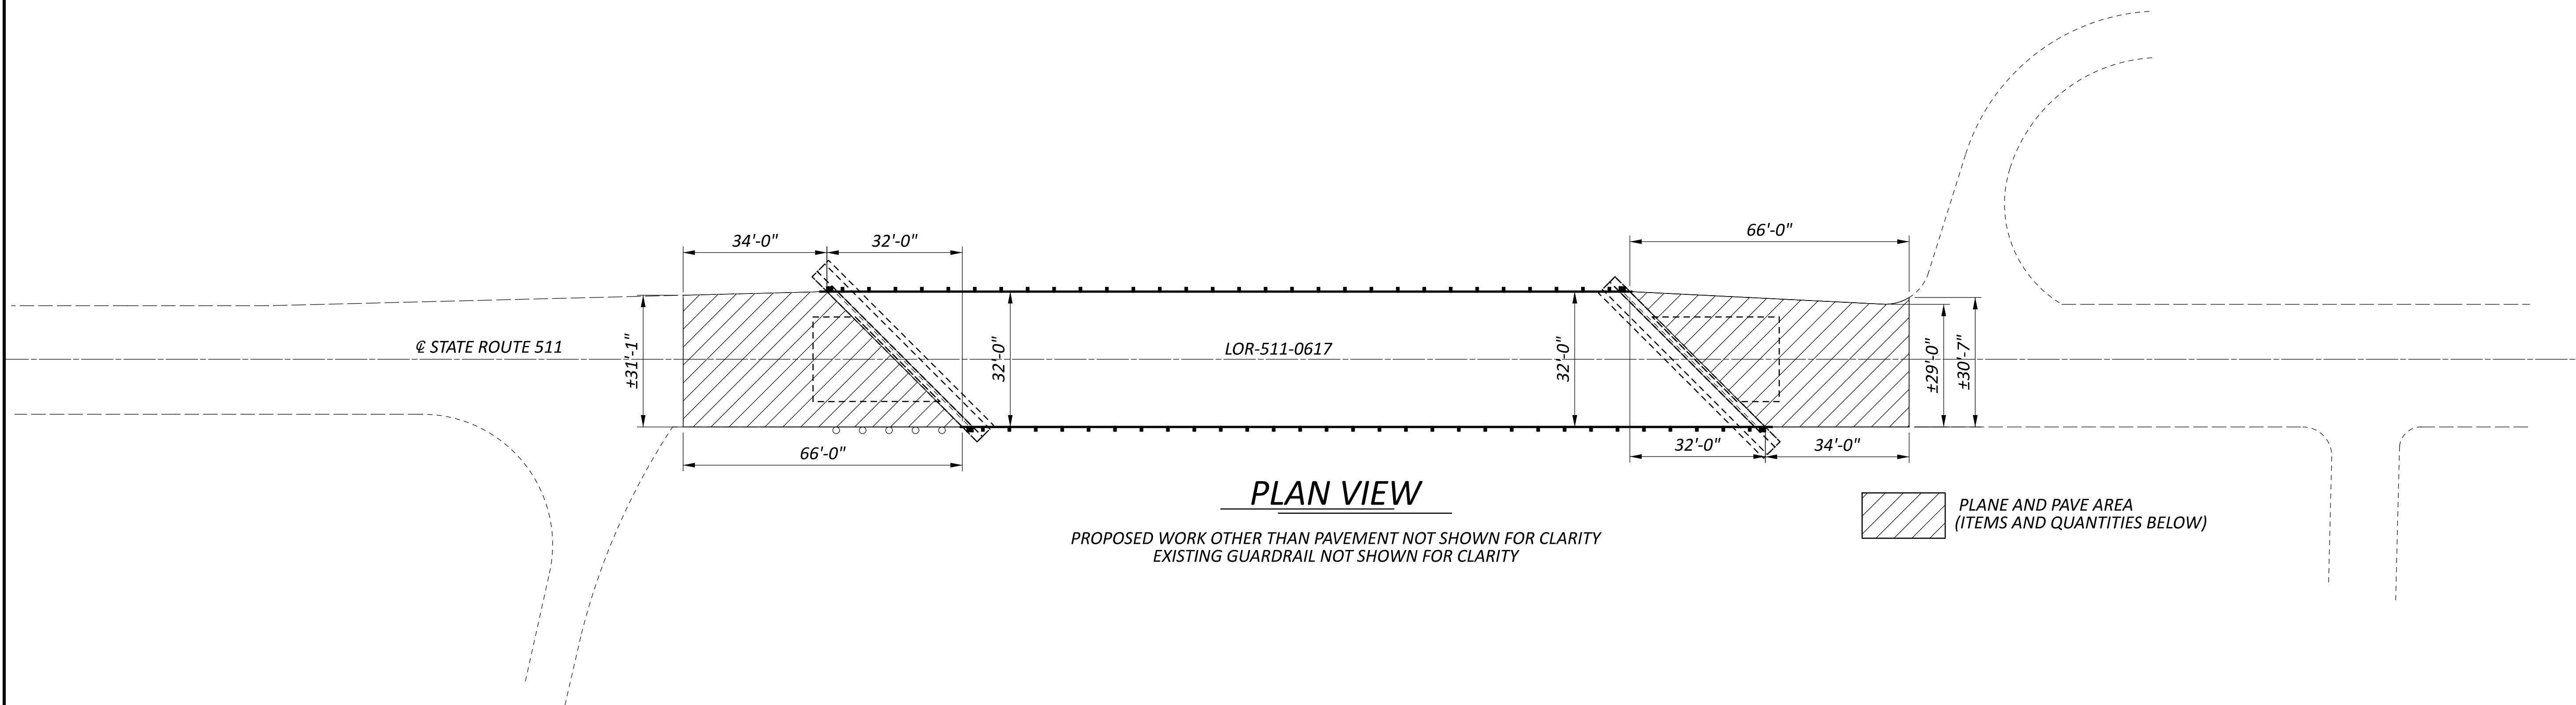 34'-0"
32'-0"
66'-0"
℄ STATE ROUTE 511
±31'-1"
32'-0"
LOR-511-0617
32'-0"
±29'-0"
±30'-7"
66'-0"
32'-0"
34'-0"
PLAN VIEW
PROPOSED WORK OTHER THAN PAVEMENT NOT SHOWN FOR CLARITY
EXISTING GUARDRAIL NOT SHOWN FOR CLARITY
PLANE AND PAVE AREA
(ITEMS AND QUANTITIES BELOW)